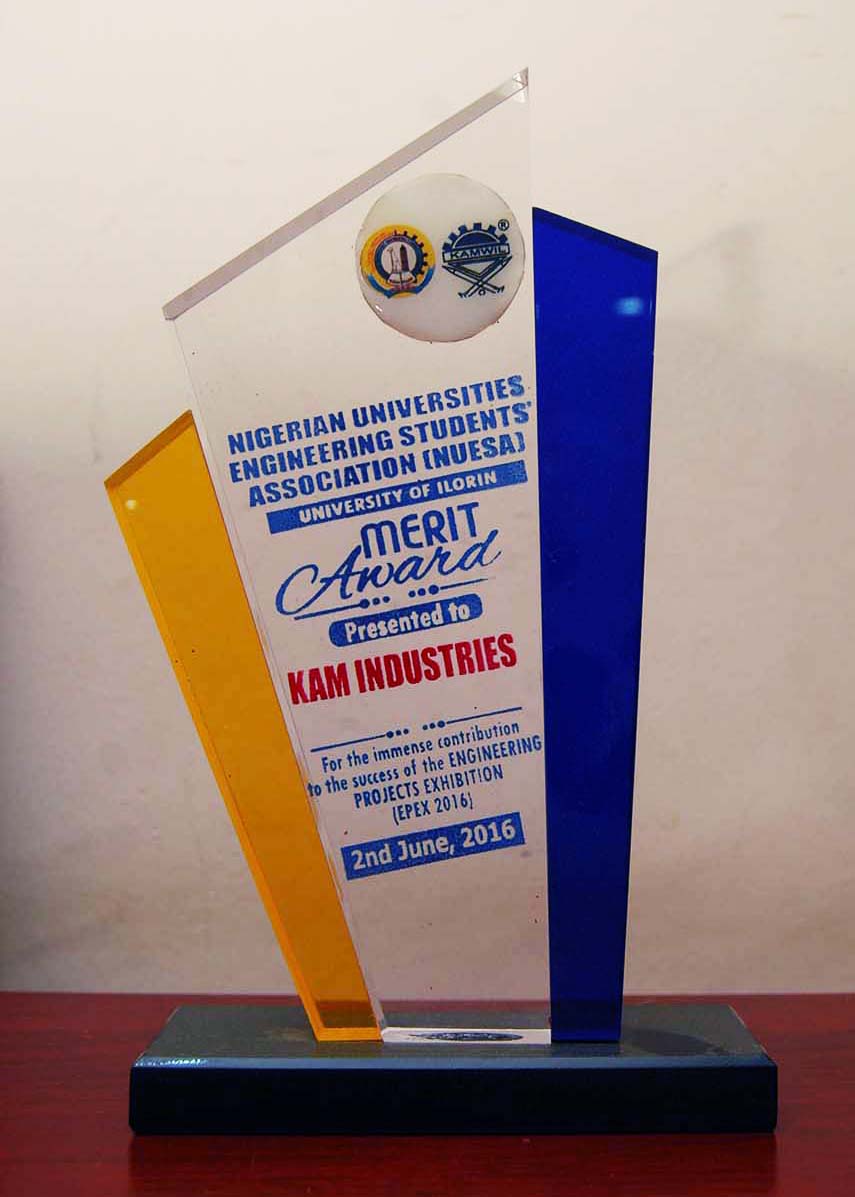 KAMWIL ®
NIGERIAN UNIVERSITIES
ENGINEERING STUDENTS'
ASSOCIATION (NUESA)
UNIVERSITY OF ILORIN
MERIT
Award
Presented to
KAM INDUSTRIES
For the immense contribution
to the success of the ENGINEERING
PROJECTS EXHIBITION
(EPEX 2016)
2nd June, 2016